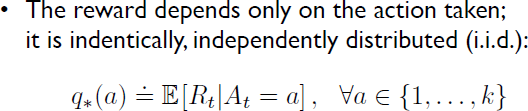 • The reward depends only on the action taken;
it is indentically, independently distributed (i.i.d.):
q∗(a) ≐ 𝔼[Rₜ|Aₜ = a] , ∀a ∈ {1, . . . , k}